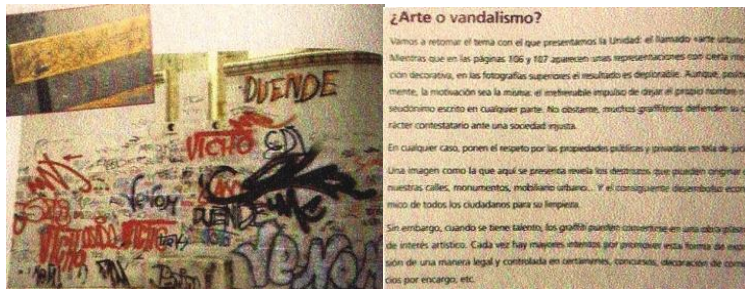 DUENDE
VICHO
DUENDE
VENOM
¿Arte o vandalismo?
Vamos a retomar el tema con el que presentamos la Unidad: el llamado «arte urbano
Mientras que en las páginas 106 y 107 aparecen unas representaciones con cierta inten
ción decorativa, en las fotografías superiores el resultado es deplorable. Aunque, posible
mente, la motivación sea la misma: el irrefrenable impulso de dejar el propio nombre o
seudónimo escrito en cualquier parte. No obstante, muchos graffiteros defienden su
rácter contestatario ante una sociedad injusta.
En cualquier caso, ponen el respeto por las propiedades públicas y privadas en tela de
Una imagen como la que aquí se presenta revela los destrozos que pueden originar
nuestras calles, monumentos, mobiliario urbano... Y el consiguiente desembolso econ
mico de todos los ciudadanos para su limpieza.
Sin embargo, cuando se tiene talento, los graffiti pueden convertirse en una obra
de interés artístico. Cada vez hay mayores intentos por promover esta forma de expre
sión de una manera legal y controlada en certámenes, concursos, decoración de
cios por encargo, etc.